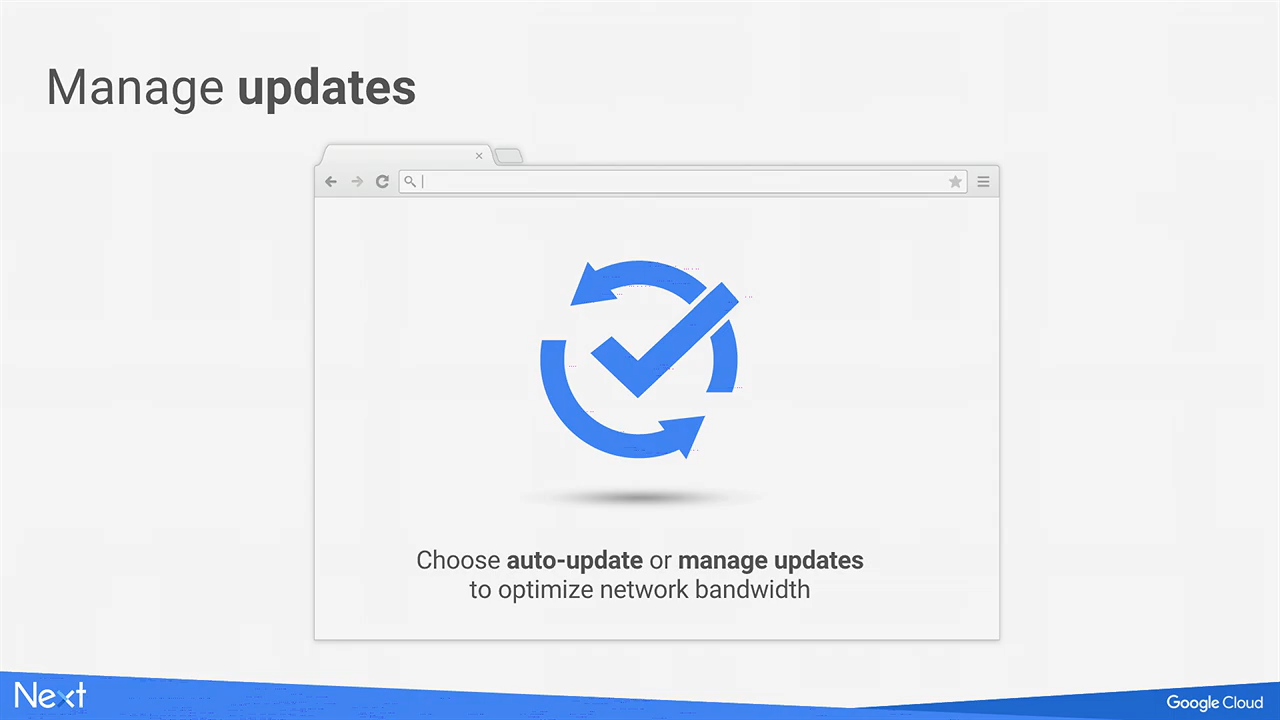 Manage updates
Choose auto-update or manage updates
to optimize network bandwidth
Next
Google Cloud